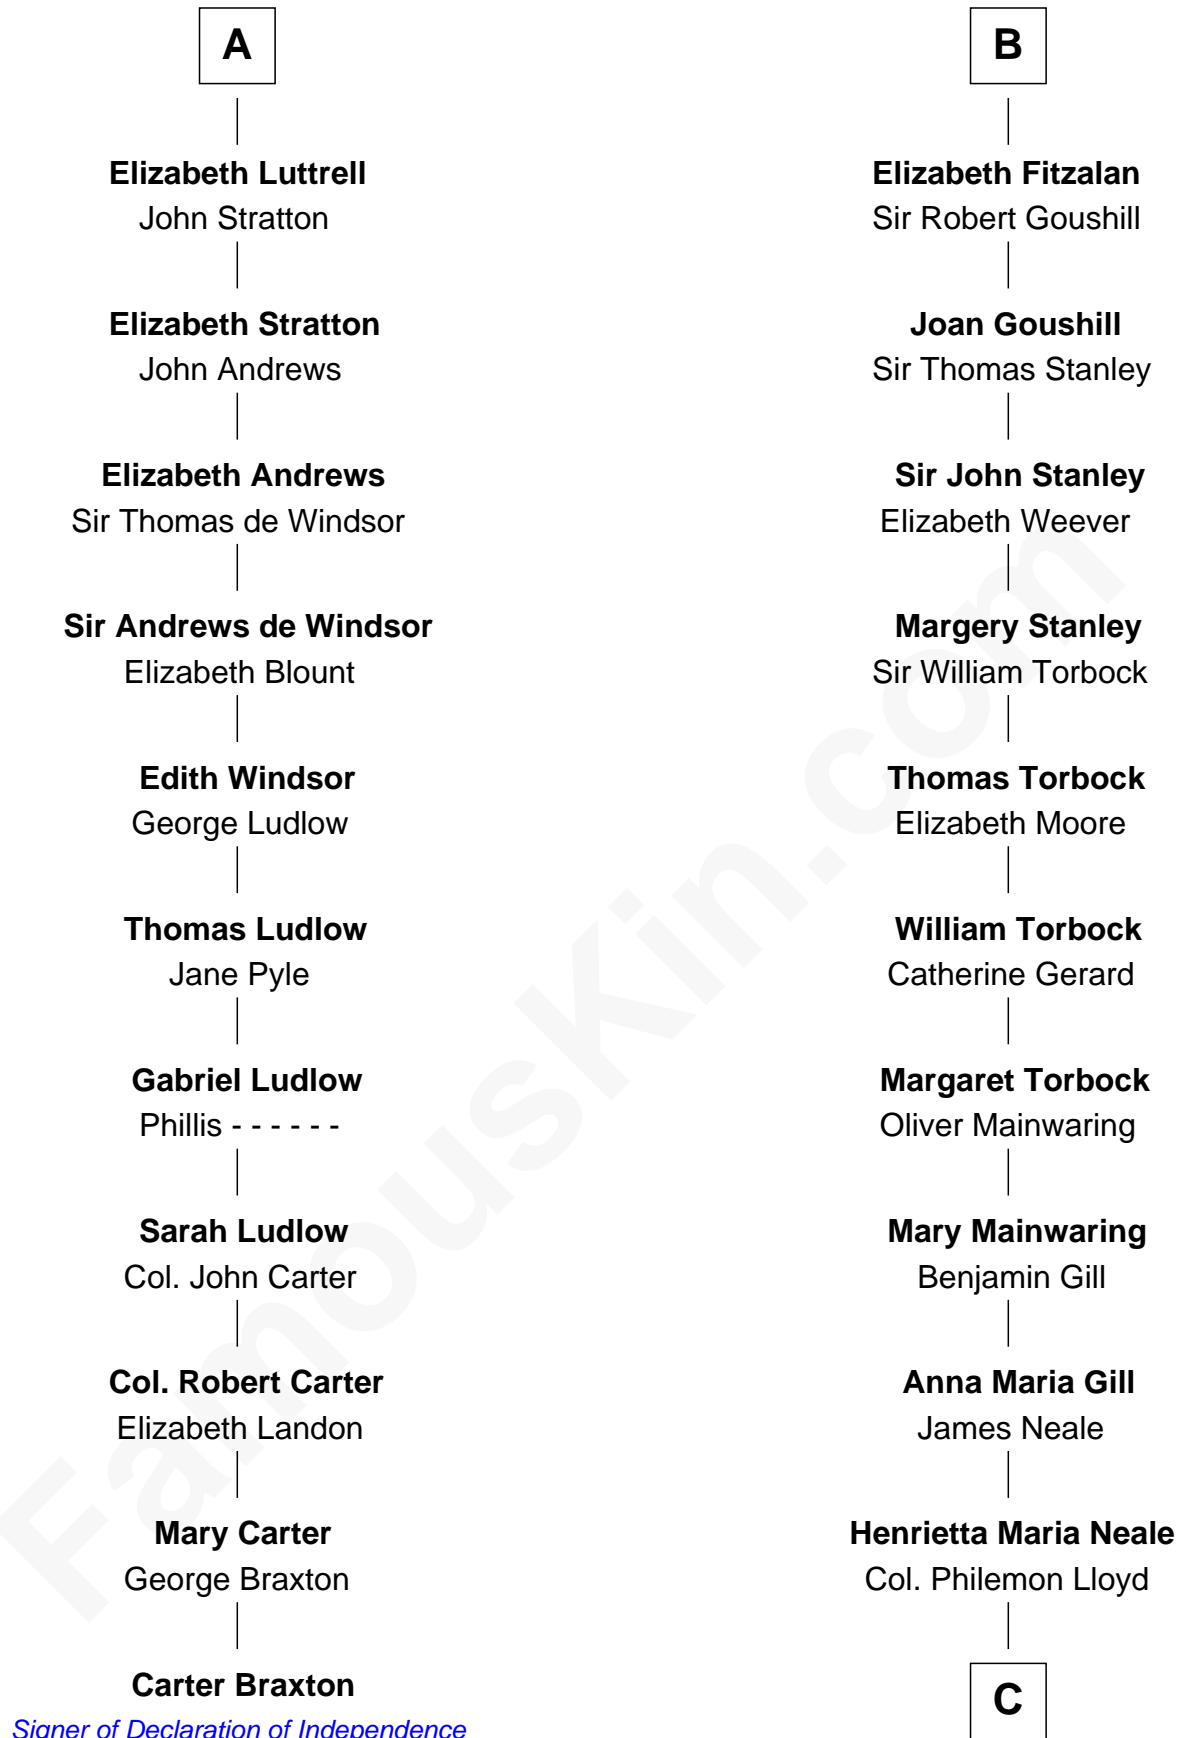 A
Elizabeth Luttrell
John Stratton
Elizabeth Stratton
John Andrews
Elizabeth Andrews
Sir Thomas de Windsor
Sir Andrews de Windsor
Elizabeth Blount
Edith Windsor
George Ludlow
Thomas Ludlow
Jane Pyle
Gabriel Ludlow
Phillis - - - - - -
Sarah Ludlow
Col. John Carter
Col. Robert Carter
Elizabeth Landon
Mary Carter
George Braxton
Carter Braxton
Signer of Declaration of Independence
B
Elizabeth Fitzalan
Sir Robert Goushill
Joan Goushill
Sir Thomas Stanley
Sir John Stanley
Elizabeth Weever
Margery Stanley
Sir William Torbock
Thomas Torbock
Elizabeth Moore
William Torbock
Catherine Gerard
Margaret Torbock
Oliver Mainwaring
Mary Mainwaring
Benjamin Gill
Anna Maria Gill
James Neale
Henrietta Maria Neale
Col. Philemon Lloyd
C
FamousKin.com